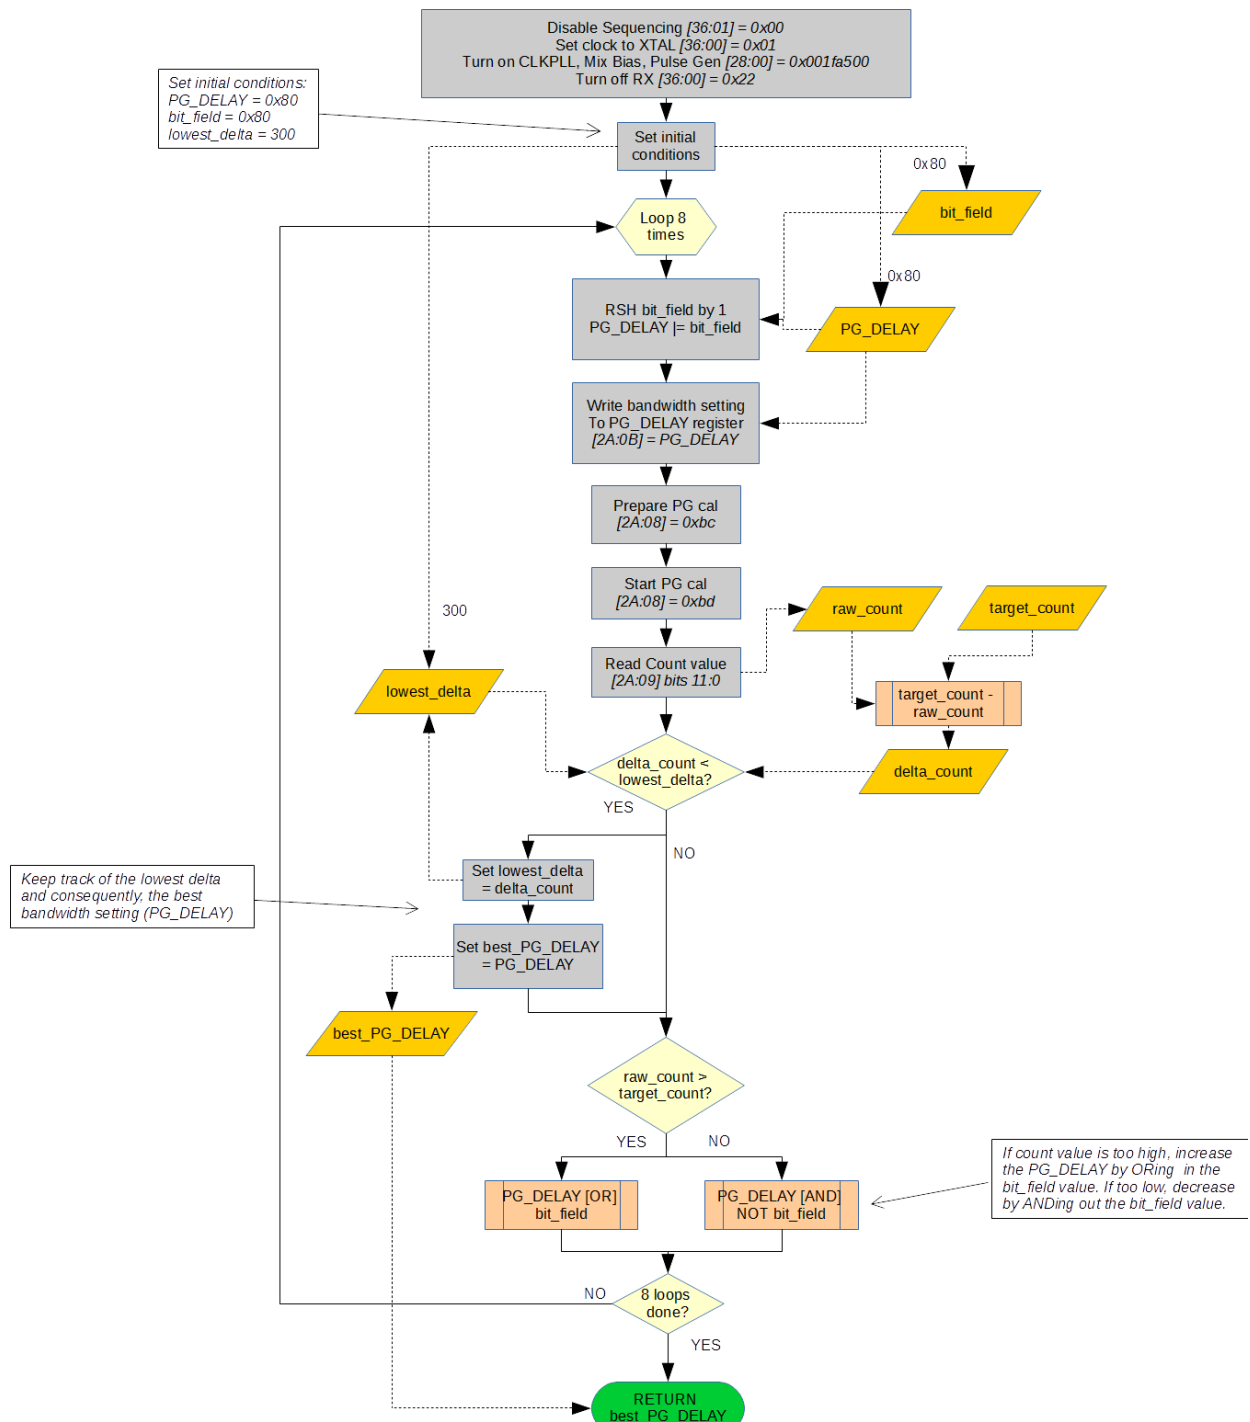 Disable Sequencing [36:01] = 0x00
Set clock to XTAL [36:00] = 0x01
Turn on CLKPLL, Mix Bias, Pulse Gen [28:00] = 0x001fa500
Turn off RX [36:00] = 0x22
Set initial conditions:
PG_DELAY = 0x80
bit_field = 0x80
lowest_delta = 300
Set initial
conditions
0x80
bit_field
Loop 8
times
0x80
RSH bit_field by 1
PG_DELAY |= bit_field
PG_DELAY
Write bandwidth setting
To PG_DELAY register
[2A:0B] = PG_DELAY
Prepare PG cal
[2A:08] = 0xbc
Start PG cal
[2A:08] = 0xbd
300
raw_count
target_count
Read Count value
[2A:09] bits 11:0
lowest_delta
target_count -
raw_count
delta_count <
lowest_delta?
delta_count
YES
NO
Set lowest_delta
= delta_count
Keep track of the lowest delta
and consequently, the best
bandwidth setting (PG_DELAY)
Set best_PG_DELAY
= PG_DELAY
best_PG_DELAY
raw_count >
target_count?
YES
NO
PG_DELAY [OR]
bit_field
PG_DELAY [AND]
NOT bit_field
If count value is too high, increase
the PG_DELAY by ORing in the
bit_field value. If too low, decrease
by ANDing out the bit_field value.
8 loops
done?
NO
YES
RETURN
best_PG_DELAY